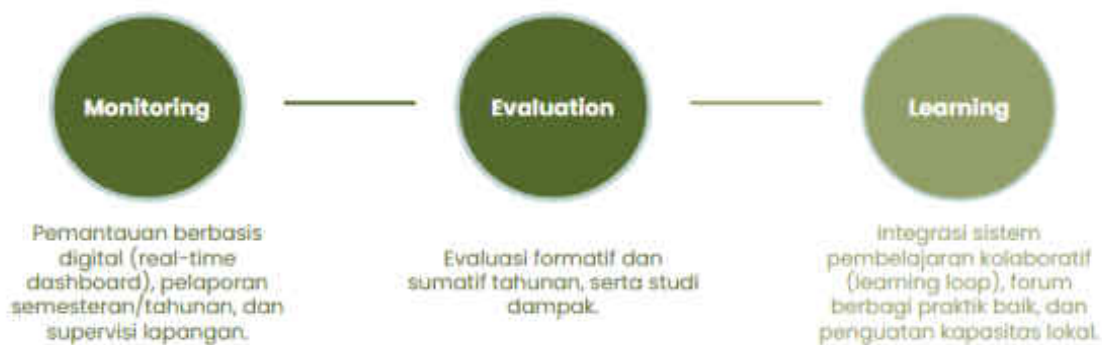 Monitoring
Pemantauan berbasis
digital (real-time
dashboard), pelaporan
semesteran/tahunan, dan
supervisi lapangan.
Evaluation
Evaluasi formatif dan
sumatif tahunan, serta studi
dampak.
Learning
Integrasi sistem
pembelajaran kolaboratif
(learning loop), forum
berbagi praktik baik, dan
penguatan kapasitas lokal.